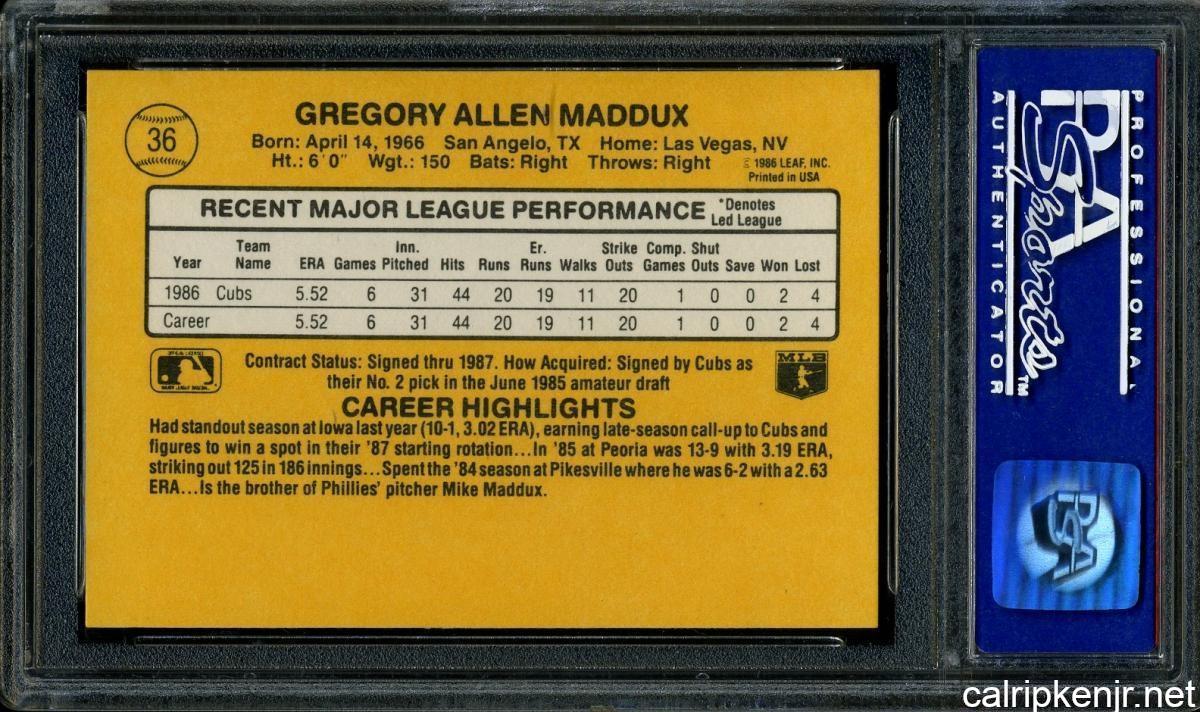 36
GREGORY ALLEN MADDUX
Born: April 14, 1966 San Angelo, TX Home: Las Vegas, NV
Ht.: 6'0" Wgt.: 150 Bats: Right Throws: Right
© 1986 LEAF, INC.
Printed in USA
RECENT MAJOR LEAGUE PERFORMANCE
*Denotes
Led League
Year Team Name ERA Games Inn. Pitched Hits Runs Er. Runs Walks Strike Outs Comp. Games Shut Outs Save Won Lost
1986 Cubs 5.52 6 31 44 20 19 11 20 1 0 0 2 4
Career 5.52 6 31 44 20 19 11 20 1 0 0 2 4
Contract Status: Signed thru 1987. How Acquired: Signed by Cubs as
their No. 2 pick in the June 1985 amateur draft
MLB
CAREER HIGHLIGHTS
Had standout season at Iowa last year (10-1, 3.02 ERA), earning late-season call-up to Cubs and
figures to win a spot in their '87 starting rotation...In '85 at Peoria was 13-9 with 3.19 ERA,
striking out 125 in 186 innings...Spent the '84 season at Pikesville where he was 6-2 with a 2.63
ERA...Is the brother of Phillies' pitcher Mike Maddux.
PROFESSIONAL
PSA
Sports™
AUTHENTICATOR
PSA
calripkenjr.net